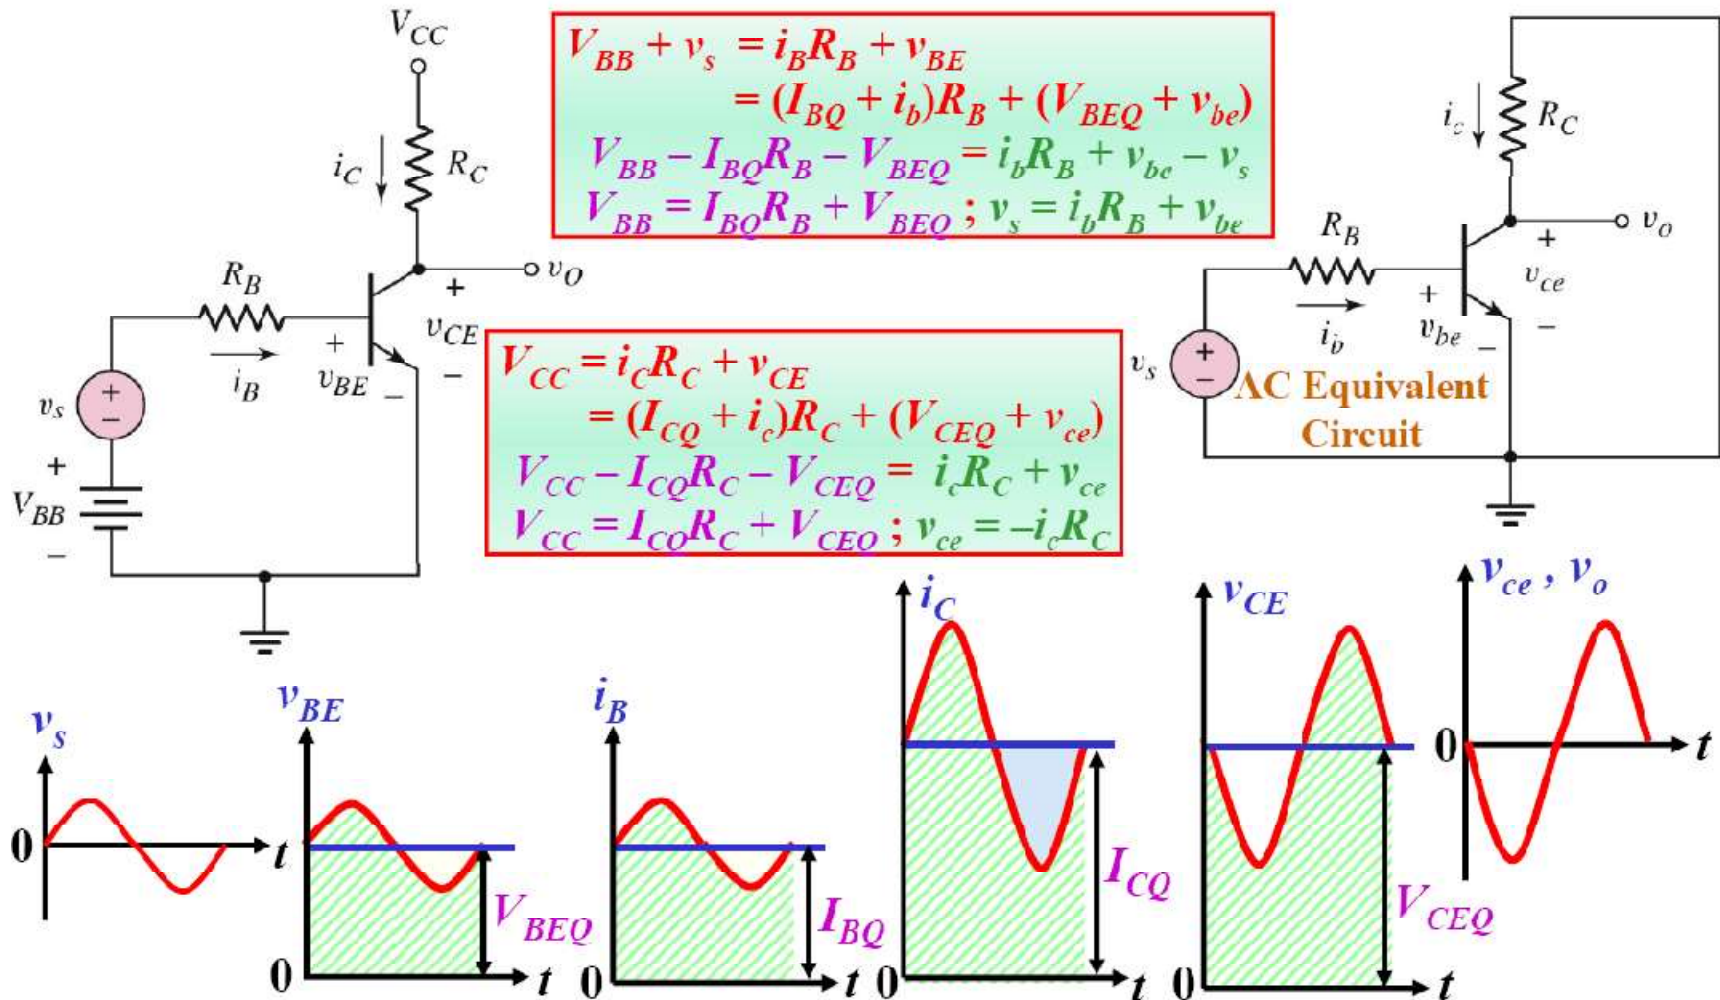 V_CC
i_C
R_C
v_O
R_B
+
v_CE
−
+
v_BE
−
i_B
v_s
+
−
+
V_BB
−
V_BB + v_s = i_B R_B + v_BE
= (I_BQ + i_b)R_B + (V_BEQ + v_be)
V_BB – I_BQ R_B – V_BEQ = i_b R_B + v_be – v_s
V_BB = I_BQ R_B + V_BEQ ; v_s = i_b R_B + v_be
V_CC = i_C R_C + v_CE
= (I_CQ + i_c)R_C + (V_CEQ + v_ce)
V_CC – I_CQ R_C – V_CEQ = i_c R_C + v_ce
V_CC = I_CQ R_C + V_CEQ ; v_ce = –i_c R_C
i_c
R_C
v_o
R_B
+
v_ce
−
+
v_be
−
i_b
v_s
+
−
AC Equivalent
Circuit
v_s
0
t
v_BE
V_BEQ
0
t
i_B
I_BQ
0
t
i_C
I_CQ
0
t
v_CE
V_CEQ
0
t
v_ce , v_o
0
t